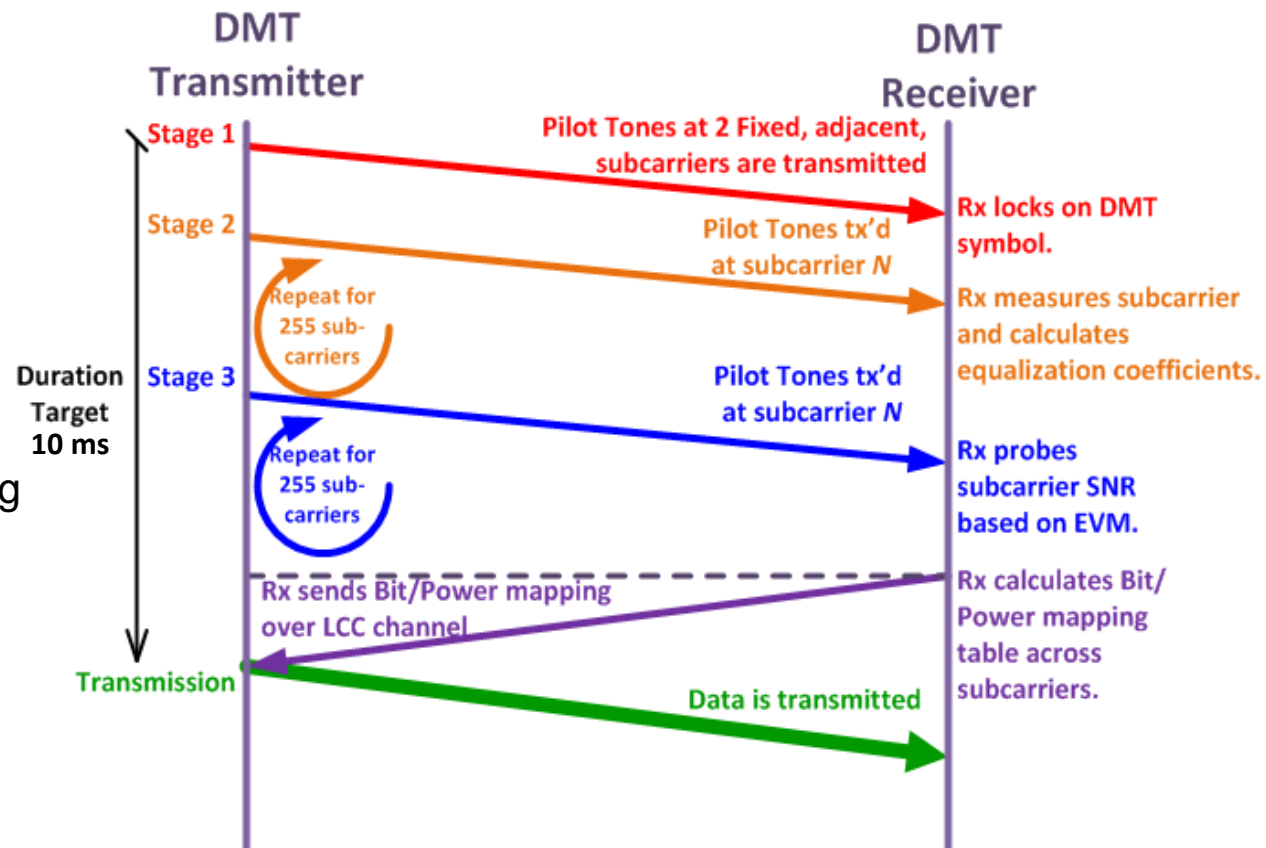 DMT
Transmitter
DMT
Receiver
Stage 1
Pilot Tones at 2 Fixed, adjacent,
subcarriers are transmitted
Rx locks on DMT
symbol.
Stage 2
Pilot Tones tx’d
at subcarrier N
Repeat for
255 sub-
carriers
Rx measures subcarrier
and calculates
equalization coefficients.
Duration
Target
10 ms
Stage 3
Pilot Tones tx’d
at subcarrier N
Repeat for
255 sub-
carriers
Rx probes
subcarrier SNR
based on EVM.
g
Rx sends Bit/Power mapping
over LCC channel
Rx calculates Bit/
Power mapping
table across
subcarriers.
Transmission
Data is transmitted